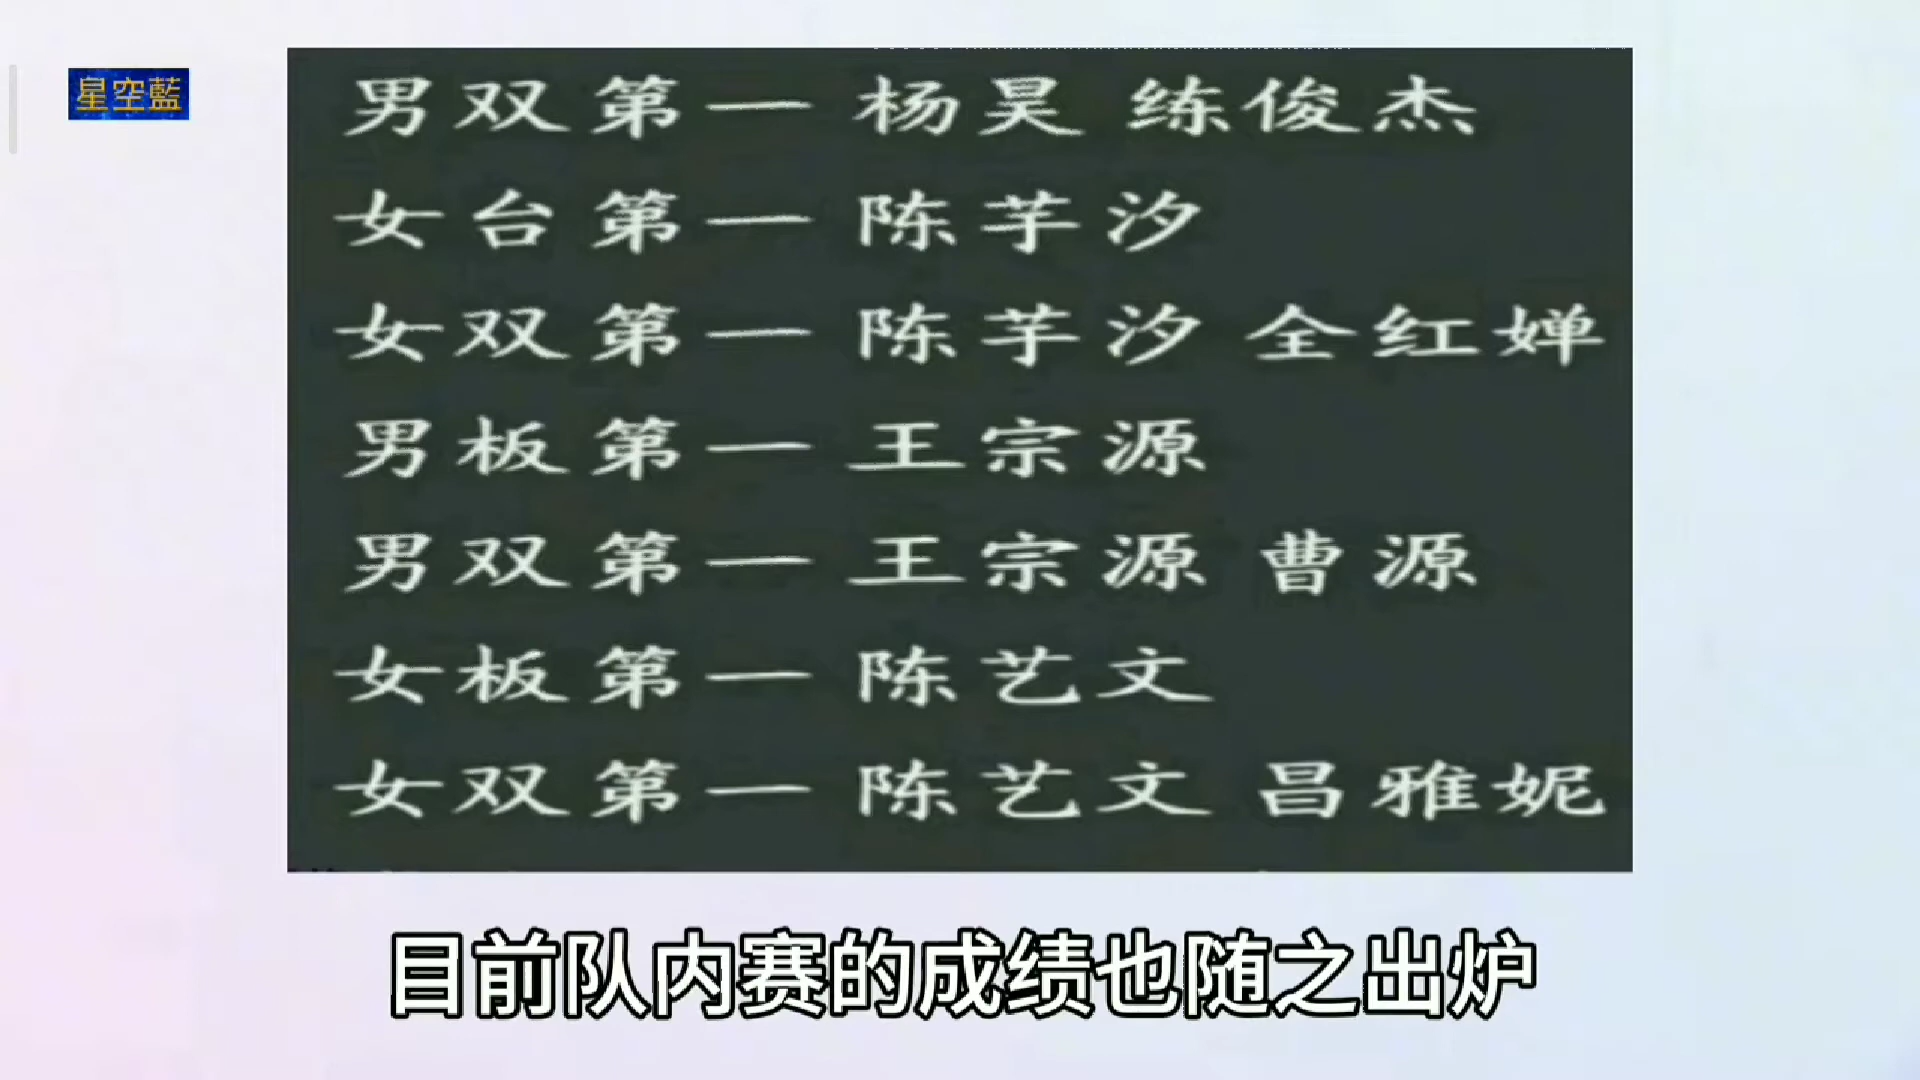 星空藍
男双第一 杨昊 练俊杰
女台第一 陈芋汐
女双第一 陈芋汐 全红婵
男板第一 王宗源
男双第一 王宗源 曹源
女板第一 陈艺文
女双第一 陈艺文 昌雅妮
目前队内赛的成绩也随之出炉